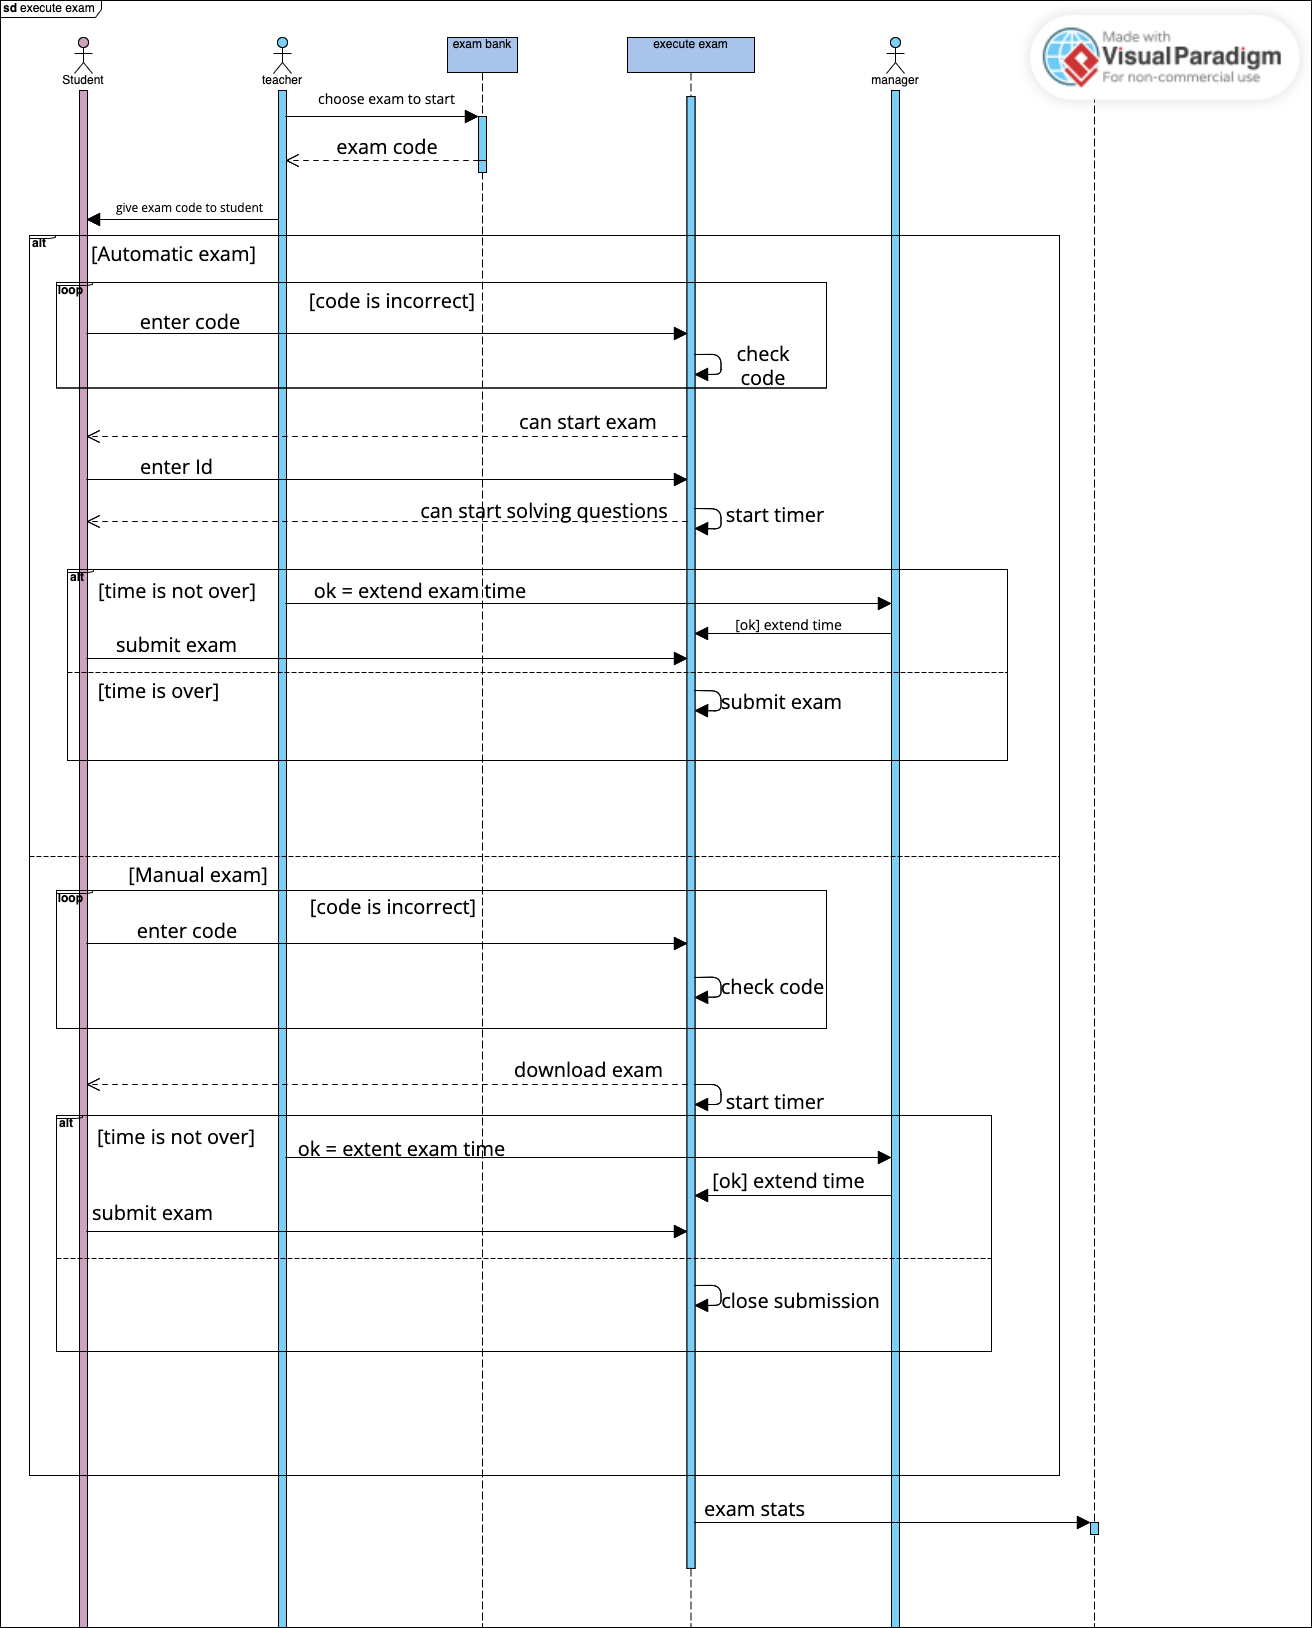 sd execute exam
Made with
Visual Paradigm
For non-commercial use
Student
teacher
exam bank
execute exam
manager
choose exam to start
exam code
give exam code to student
alt
[Automatic exam]
loop
[code is incorrect]
enter code
check
code
can start exam
enter Id
can start solving questions
start timer
alt
[time is not over]
ok = extend exam time
[ok] extend time
submit exam
[time is over]
submit exam
[Manual exam]
loop
[code is incorrect]
enter code
check code
download exam
start timer
alt
[time is not over]
ok = extent exam time
[ok] extend time
submit exam
close submission
exam stats